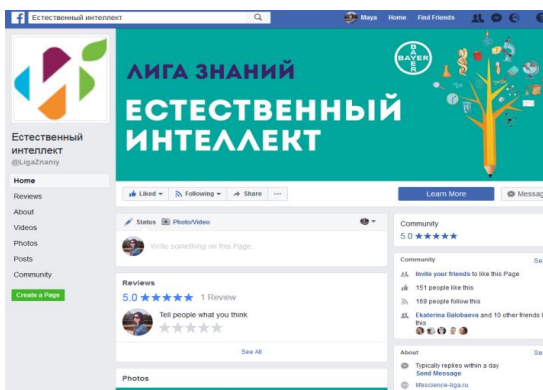 Естественный интеллект
Maya
Home
Find Friends
ЛИГА ЗНАНИЙ
ЕСТЕСТВЕННЫЙ
ИНТЕЛЛЕКТ
BAYER
BAYER
Естественный
интеллект
@LigaZnaniy
Home
Reviews
About
Videos
Photos
Posts
Community
Create a Page
Liked
Following
Share
Learn More
Messag
Status
Photo/Video
Write something on this Page...
Reviews
5.0 ★★★★★ 1 Review
Tell people what you think
See All
Photos
Community
5.0 ★★★★★
Community
Se
Invite your friends to like this Page
151 people like this
169 people follow this
Ekaterina Balobaeva and 10 other friends l
this
About
Se
Typically replies within a day
Send Message
lifescience-liga.ru